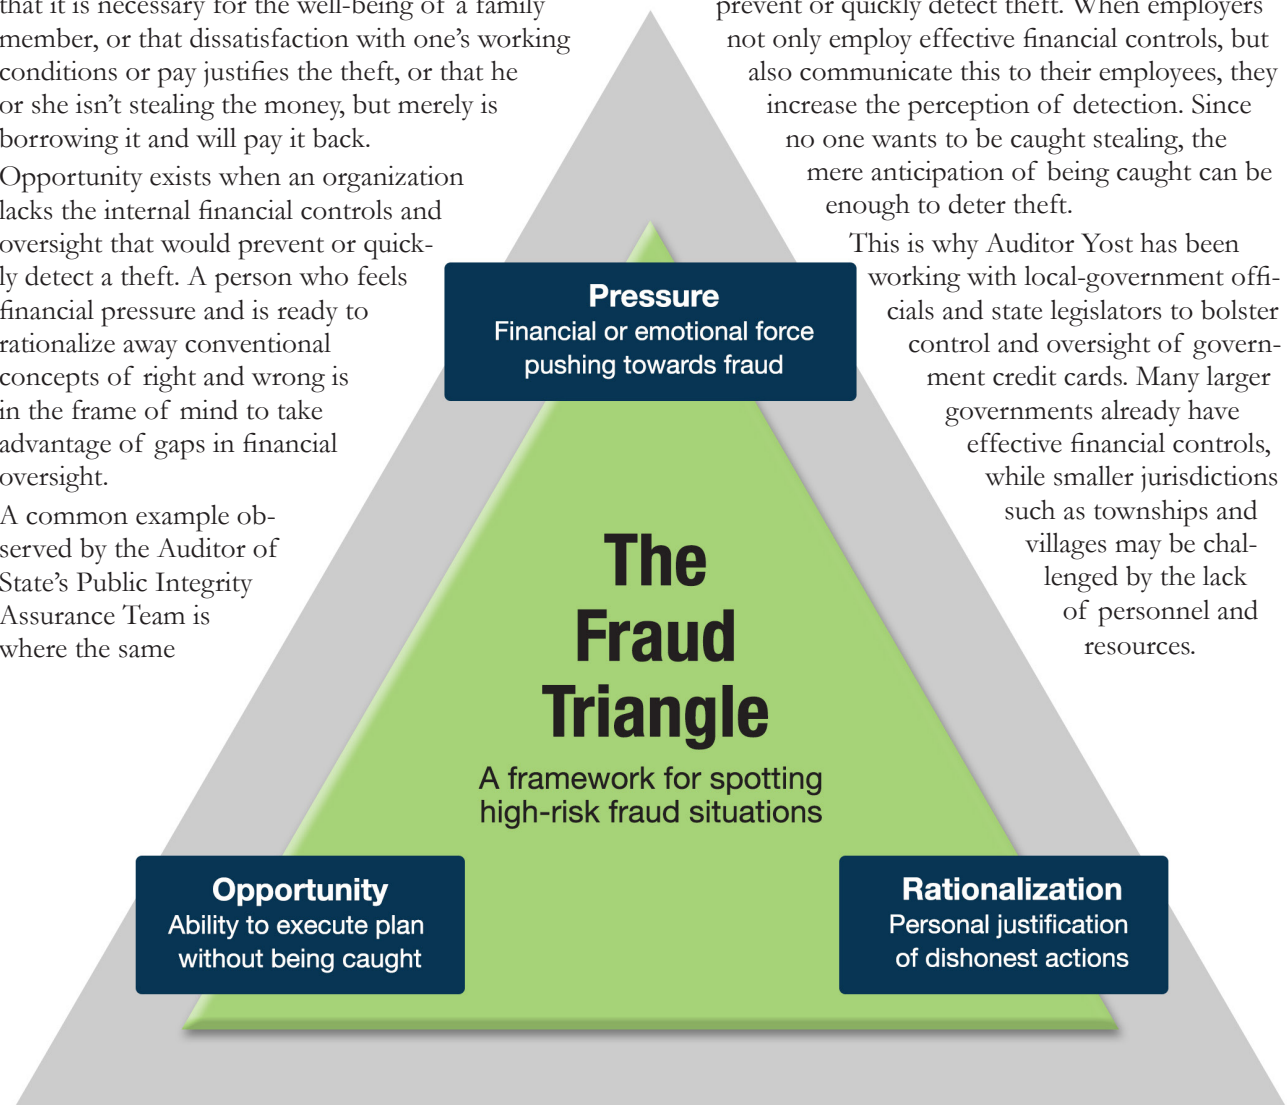 that it is necessary for the well-being of a family
member, or that dissatisfaction with one's working
conditions or pay justifies the theft, or that he
or she isn't stealing the money, but merely is
borrowing it and will pay it back.
Opportunity exists when an organization
lacks the internal financial controls and
oversight that would prevent or quick-
ly detect a theft. A person who feels
financial pressure and is ready to
rationalize away conventional
concepts of right and wrong is
in the frame of mind to take
advantage of gaps in financial
oversight.
A common example ob-
served by the Auditor of
State's Public Integrity
Assurance Team is
where the same
prevent or quickly detect theft. When employers
not only employ effective financial controls, but
also communicate this to their employees, they
increase the perception of detection. Since
no one wants to be caught stealing, the
mere anticipation of being caught can be
enough to deter theft.
This is why Auditor Yost has been
working with local-government offi-
cials and state legislators to bolster
control and oversight of govern-
ment credit cards. Many larger
governments already have
effective financial controls,
while smaller jurisdictions
such as townships and
villages may be chal-
lenged by the lack
of personnel and
resources.
Pressure
Financial or emotional force
pushing towards fraud
The
Fraud
Triangle
A framework for spotting
high-risk fraud situations
Opportunity
Ability to execute plan
without being caught
Rationalization
Personal justification
of dishonest actions